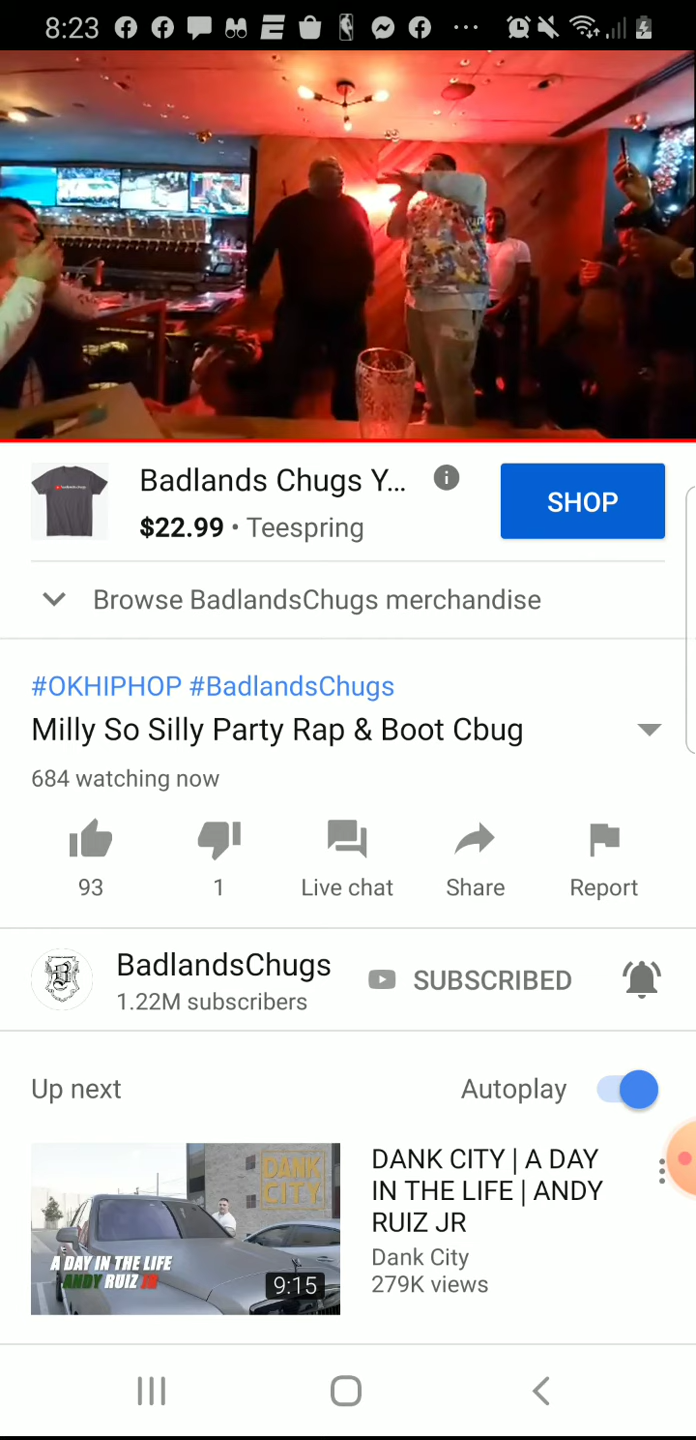 8:23
Badlands Chugs Y...
$22.99 • Teespring
SHOP
Browse BadlandsChugs merchandise
#OKHIPHOP #BadlandsChugs
Milly So Silly Party Rap & Boot Cbug
684 watching now
93
1
Live chat
Share
Report
BadlandsChugs
1.22M subscribers
SUBSCRIBED
Up next
Autoplay
DANK
CITY
A DAY IN THE LIFE
ANDY RUIZ JR
9:15
DANK CITY | A DAY
IN THE LIFE | ANDY
RUIZ JR
Dank City
279K views